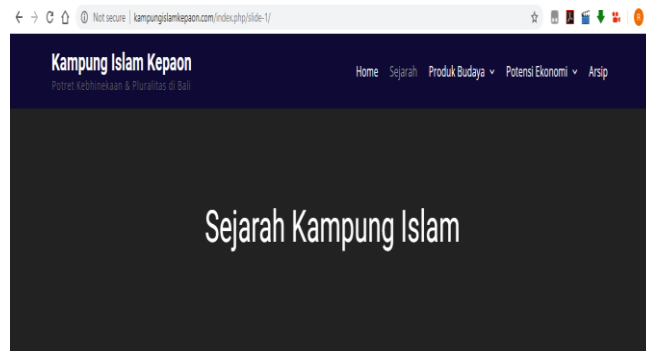 Not secure | kampungislamkepaon.com/index.php/slide-1/
Kampung Islam Kepaon
Potret Kebhinekaan & Pluralitas di Bali
Home Sejarah Produk Budaya Potensi Ekonomi Arsip
Sejarah Kampung Islam